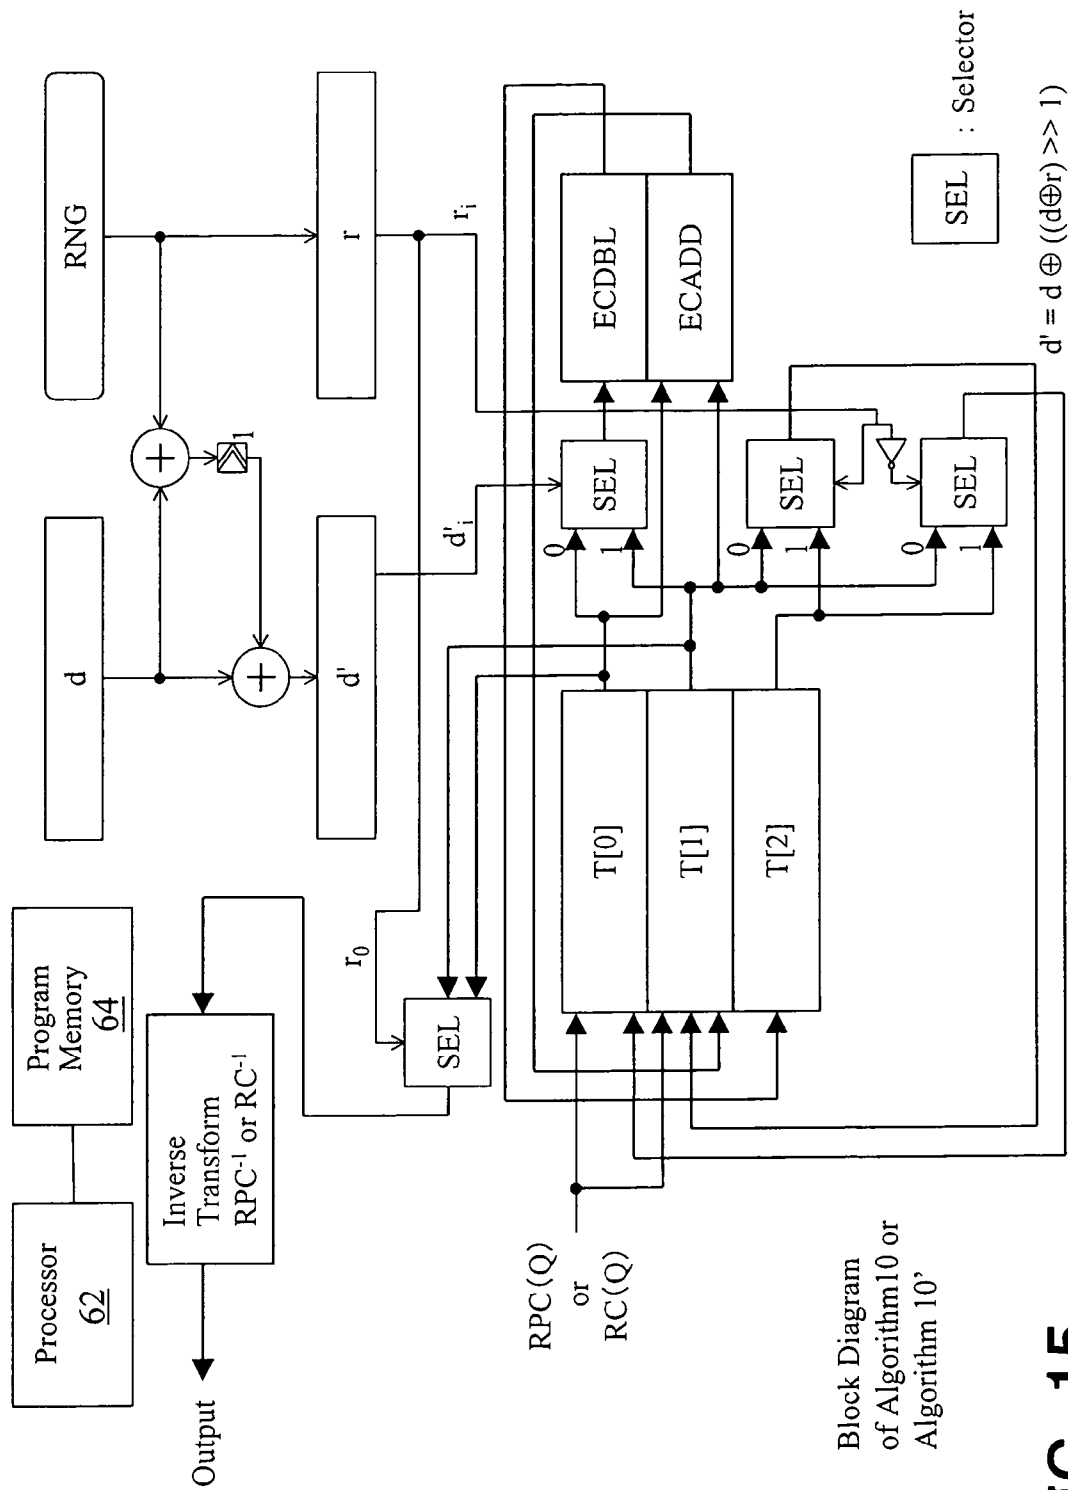 Processor
62
Program
Memory
64
d
RNG
d'
r
1
Inverse
Transform
RPC-1 or RC-1
Output
r0
d'i
ri
SEL
RPC(Q)
or
RC(Q)
T[0]
T[1]
T[2]
0
1
SEL
ECDBL
ECADD
0
1
SEL
0
1
SEL
SEL
: Selector
d' = d ⊕ ((d⊕r) >> 1)
Block Diagram
of Algorithm10 or
Algorithm 10'